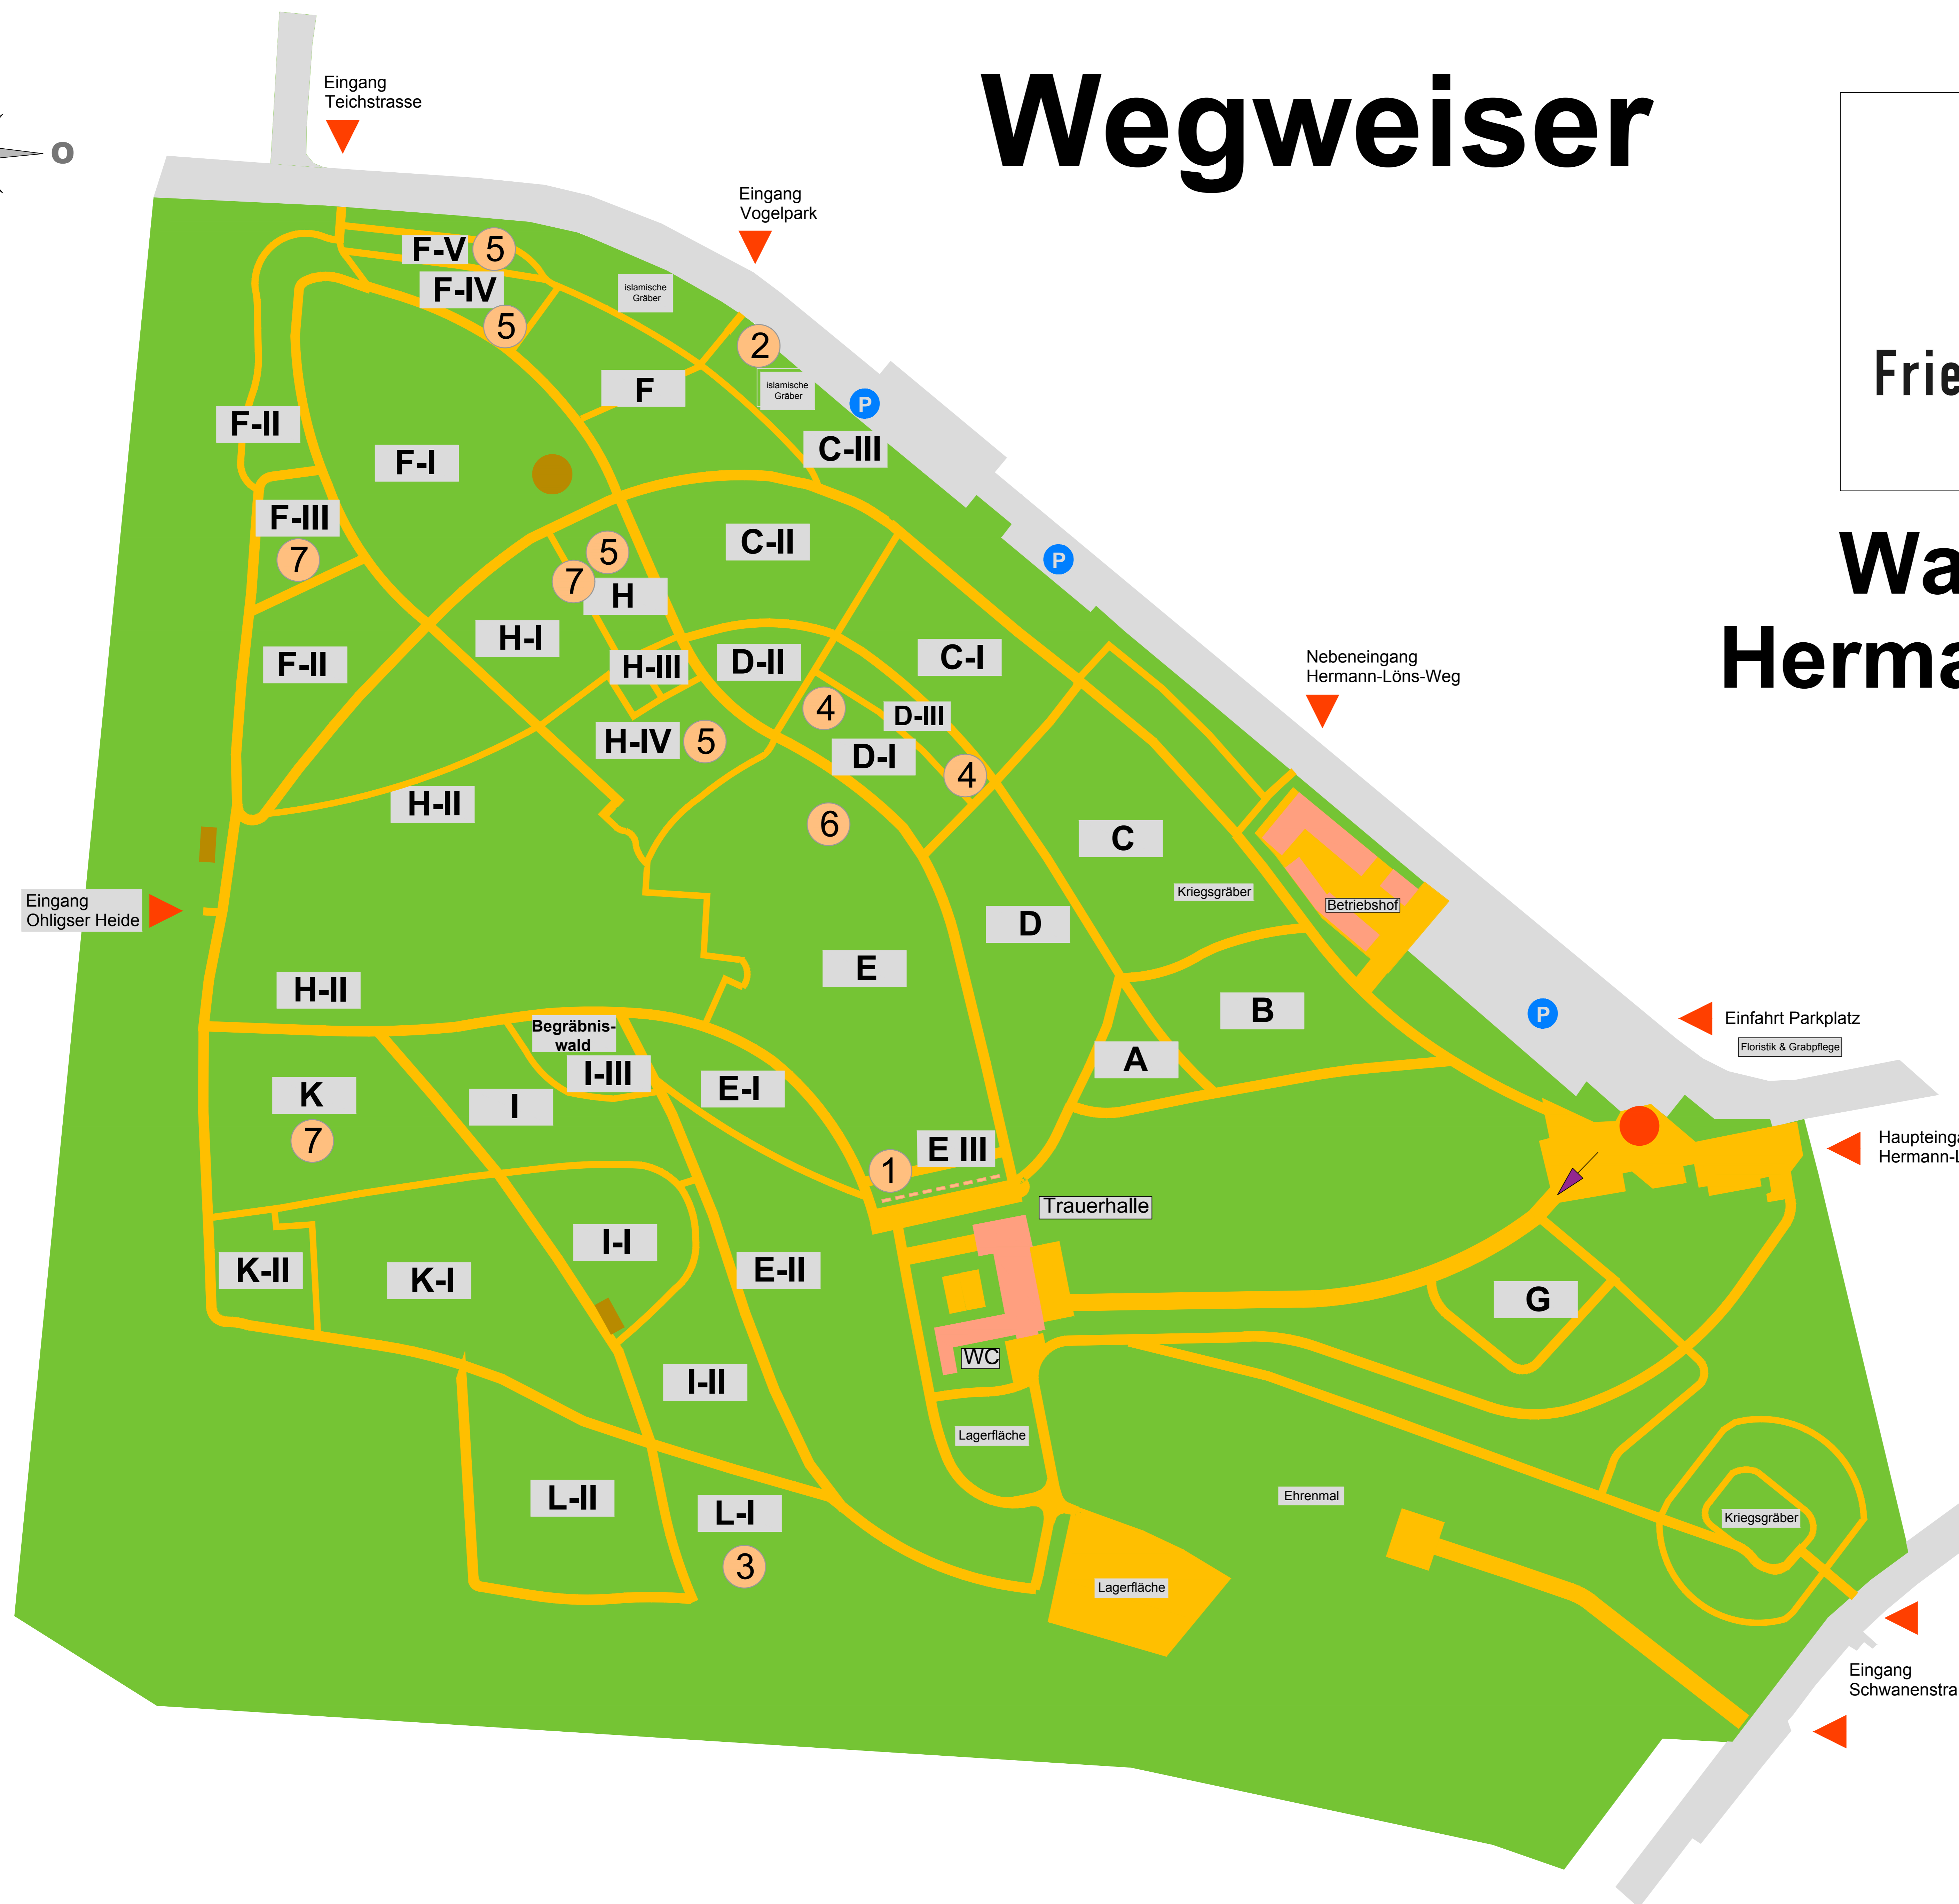 Wegweiser
Eingang
Teichstrasse
O
Eingang
Vogelpark
F-V
5
F-IV
5
islamische
Gräber
2
islamische
Gräber
P
F
Frie
F-II
C-III
F-I
F-III
7
C-II
5
7
H
P
Wa
Herma
H-I
F-II
H-III
D-II
C-I
Nebeneingang
Hermann-Löns-Weg
4
D-III
H-IV
5
D-I
4
H-II
6
C
Kriegsgräber
Betriebshof
Eingang
Ohligser Heide
D
E
H-II
B
P
Einfahrt Parkplatz
Floristik & Grabpflege
Begräbnis-
wald
I-III
A
E-I
K
I
7
E III
1
Haupteinga
Hermann-L
Trauerhalle
I-I
K-II
K-I
E-II
G
WC
I-II
Lagerfläche
L-II
L-I
Ehrenmal
Kriegsgräber
3
Lagerfläche
Eingang
Schwanenstra